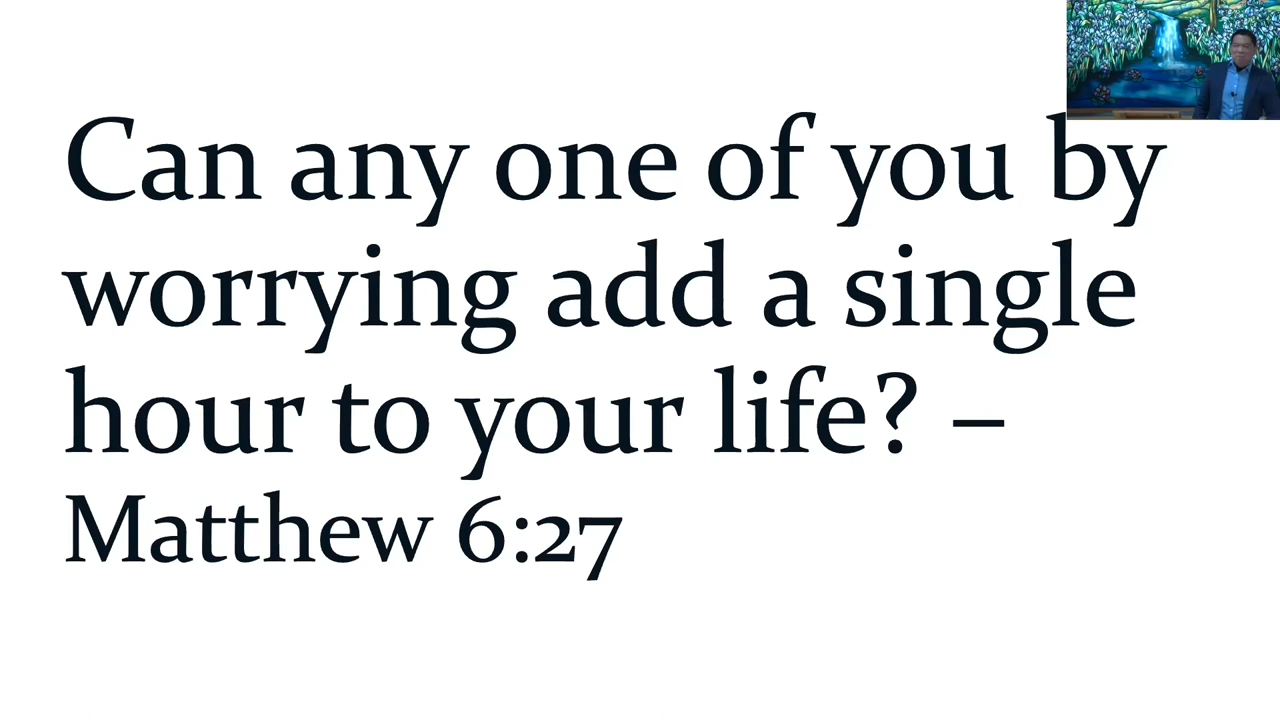 Can any one of you by
worrying add a single
hour to your life? –
Matthew 6:27